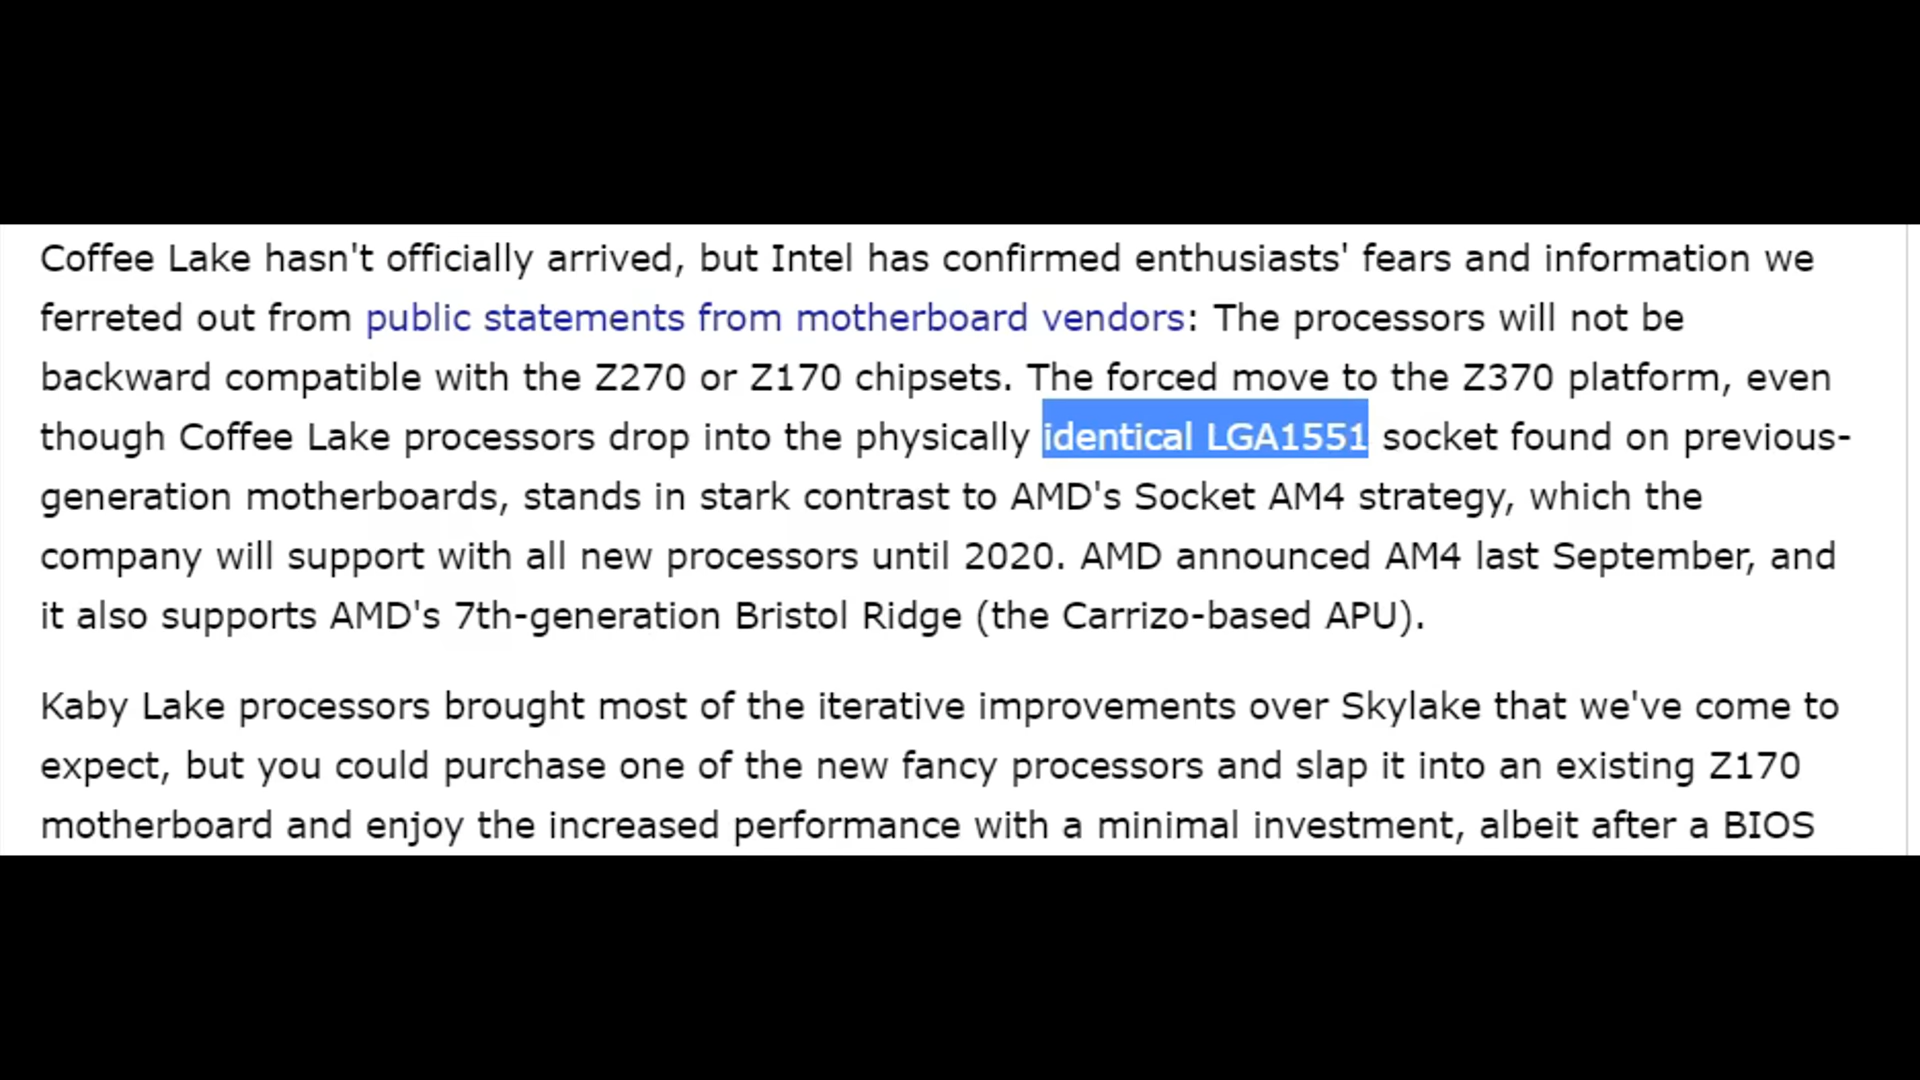 Coffee Lake hasn't officially arrived, but Intel has confirmed enthusiasts' fears and information we
ferreted out from public statements from motherboard vendors: The processors will not be
backward compatible with the Z270 or Z170 chipsets. The forced move to the Z370 platform, even
though Coffee Lake processors drop into the physically identical LGA1551 socket found on previous-
generation motherboards, stands in stark contrast to AMD's Socket AM4 strategy, which the
company will support with all new processors until 2020. AMD announced AM4 last September, and
it also supports AMD's 7th-generation Bristol Ridge (the Carrizo-based APU).
Kaby Lake processors brought most of the iterative improvements over Skylake that we've come to
expect, but you could purchase one of the new fancy processors and slap it into an existing Z170
motherboard and enjoy the increased performance with a minimal investment, albeit after a BIOS